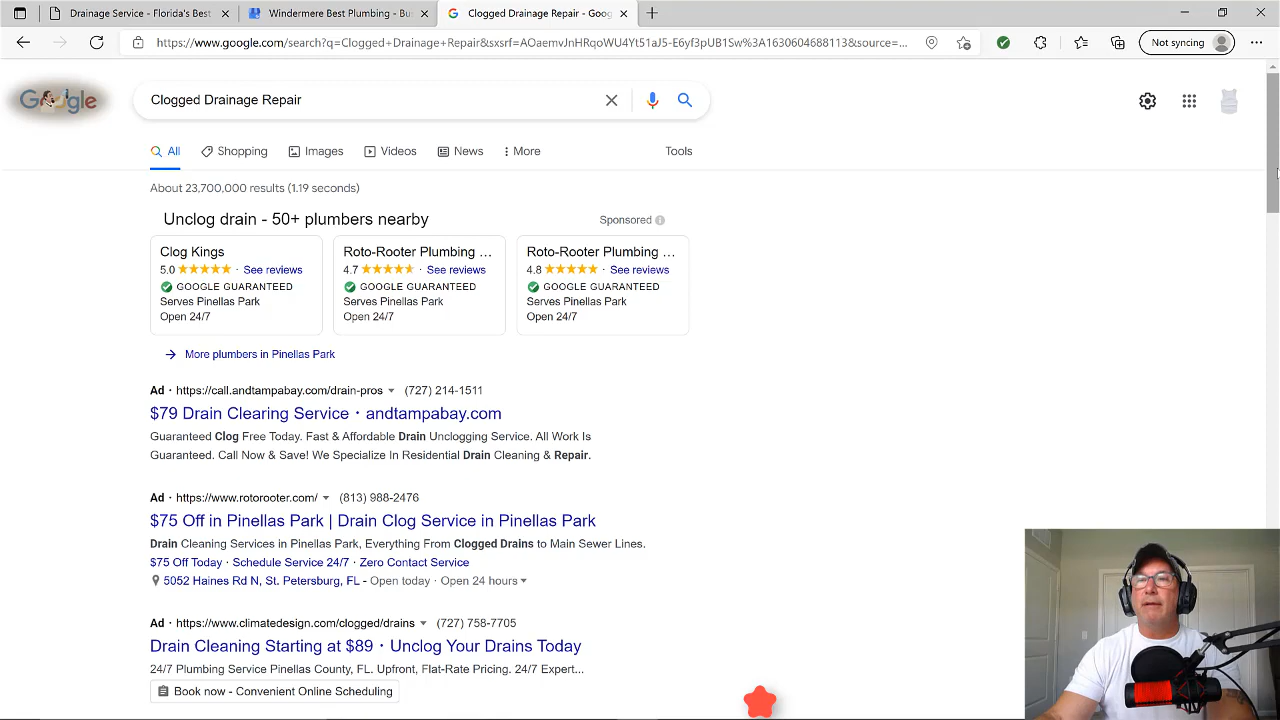 Drainage Service - Florida's Best
Windermere Best Plumbing - Bus
Clogged Drainage Repair - Goog
https://www.google.com/search?q=Clogged+Drainage+Repair&sxsrf=AOaemvJnHRqoWU4Yt51aJ5-E6yf3pUB1Sw%3A1630604688113&source=...
Not syncing
Google
Clogged Drainage Repair
All
Shopping
Images
Videos
News
More
Tools
About 23,700,000 results (1.19 seconds)
Unclog drain - 50+ plumbers nearby
Sponsored
Clog Kings
5.0 · See reviews
GOOGLE GUARANTEED
Serves Pinellas Park
Open 24/7
Roto-Rooter Plumbing ...
4.7 · See reviews
GOOGLE GUARANTEED
Serves Pinellas Park
Open 24/7
Roto-Rooter Plumbing ...
4.8 · See reviews
GOOGLE GUARANTEED
Serves Pinellas Park
Open 24/7
More plumbers in Pinellas Park
Ad · https://call.andtampabay.com/drain-pros (727) 214-1511
$79 Drain Clearing Service · andtampabay.com
Guaranteed Clog Free Today. Fast & Affordable Drain Unclogging Service. All Work Is
Guaranteed. Call Now & Save! We Specialize In Residential Drain Cleaning & Repair.
Ad · https://www.rotorooter.com/ (813) 988-2476
$75 Off in Pinellas Park | Drain Clog Service in Pinellas Park
Drain Cleaning Services in Pinellas Park, Everything From Clogged Drains to Main Sewer Lines.
$75 Off Today · Schedule Service 24/7 · Zero Contact Service
5052 Haines Rd N, St. Petersburg, FL - Open today · Open 24 hours
Ad · https://www.climatedesign.com/clogged/drains (727) 758-7705
Drain Cleaning Starting at $89 · Unclog Your Drains Today
24/7 Plumbing Service Pinellas County, FL. Upfront, Flat-Rate Pricing. 24/7 Expert...
Book now - Convenient Online Scheduling